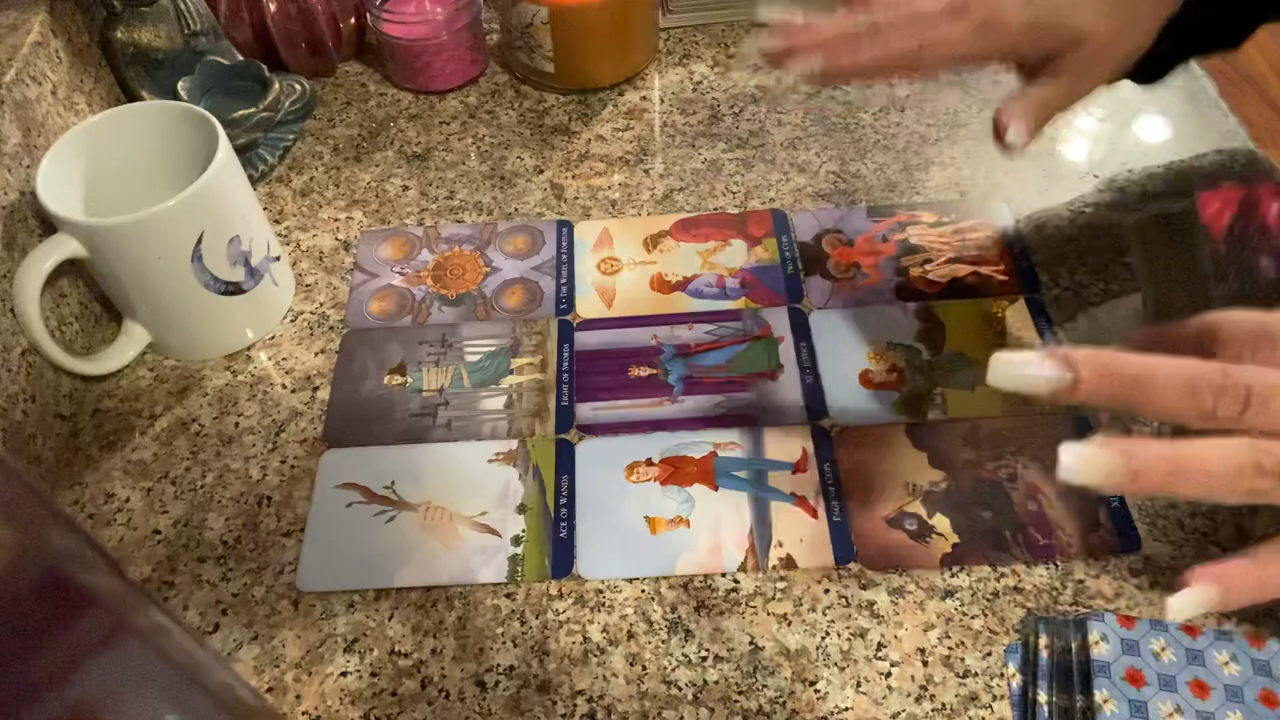 X • THE WHEEL OF FORTUNE
TWO OF CUPS
EIGHT OF SWORDS
XI • JUSTICE
ACE OF WANDS
PAGE OF CUPS